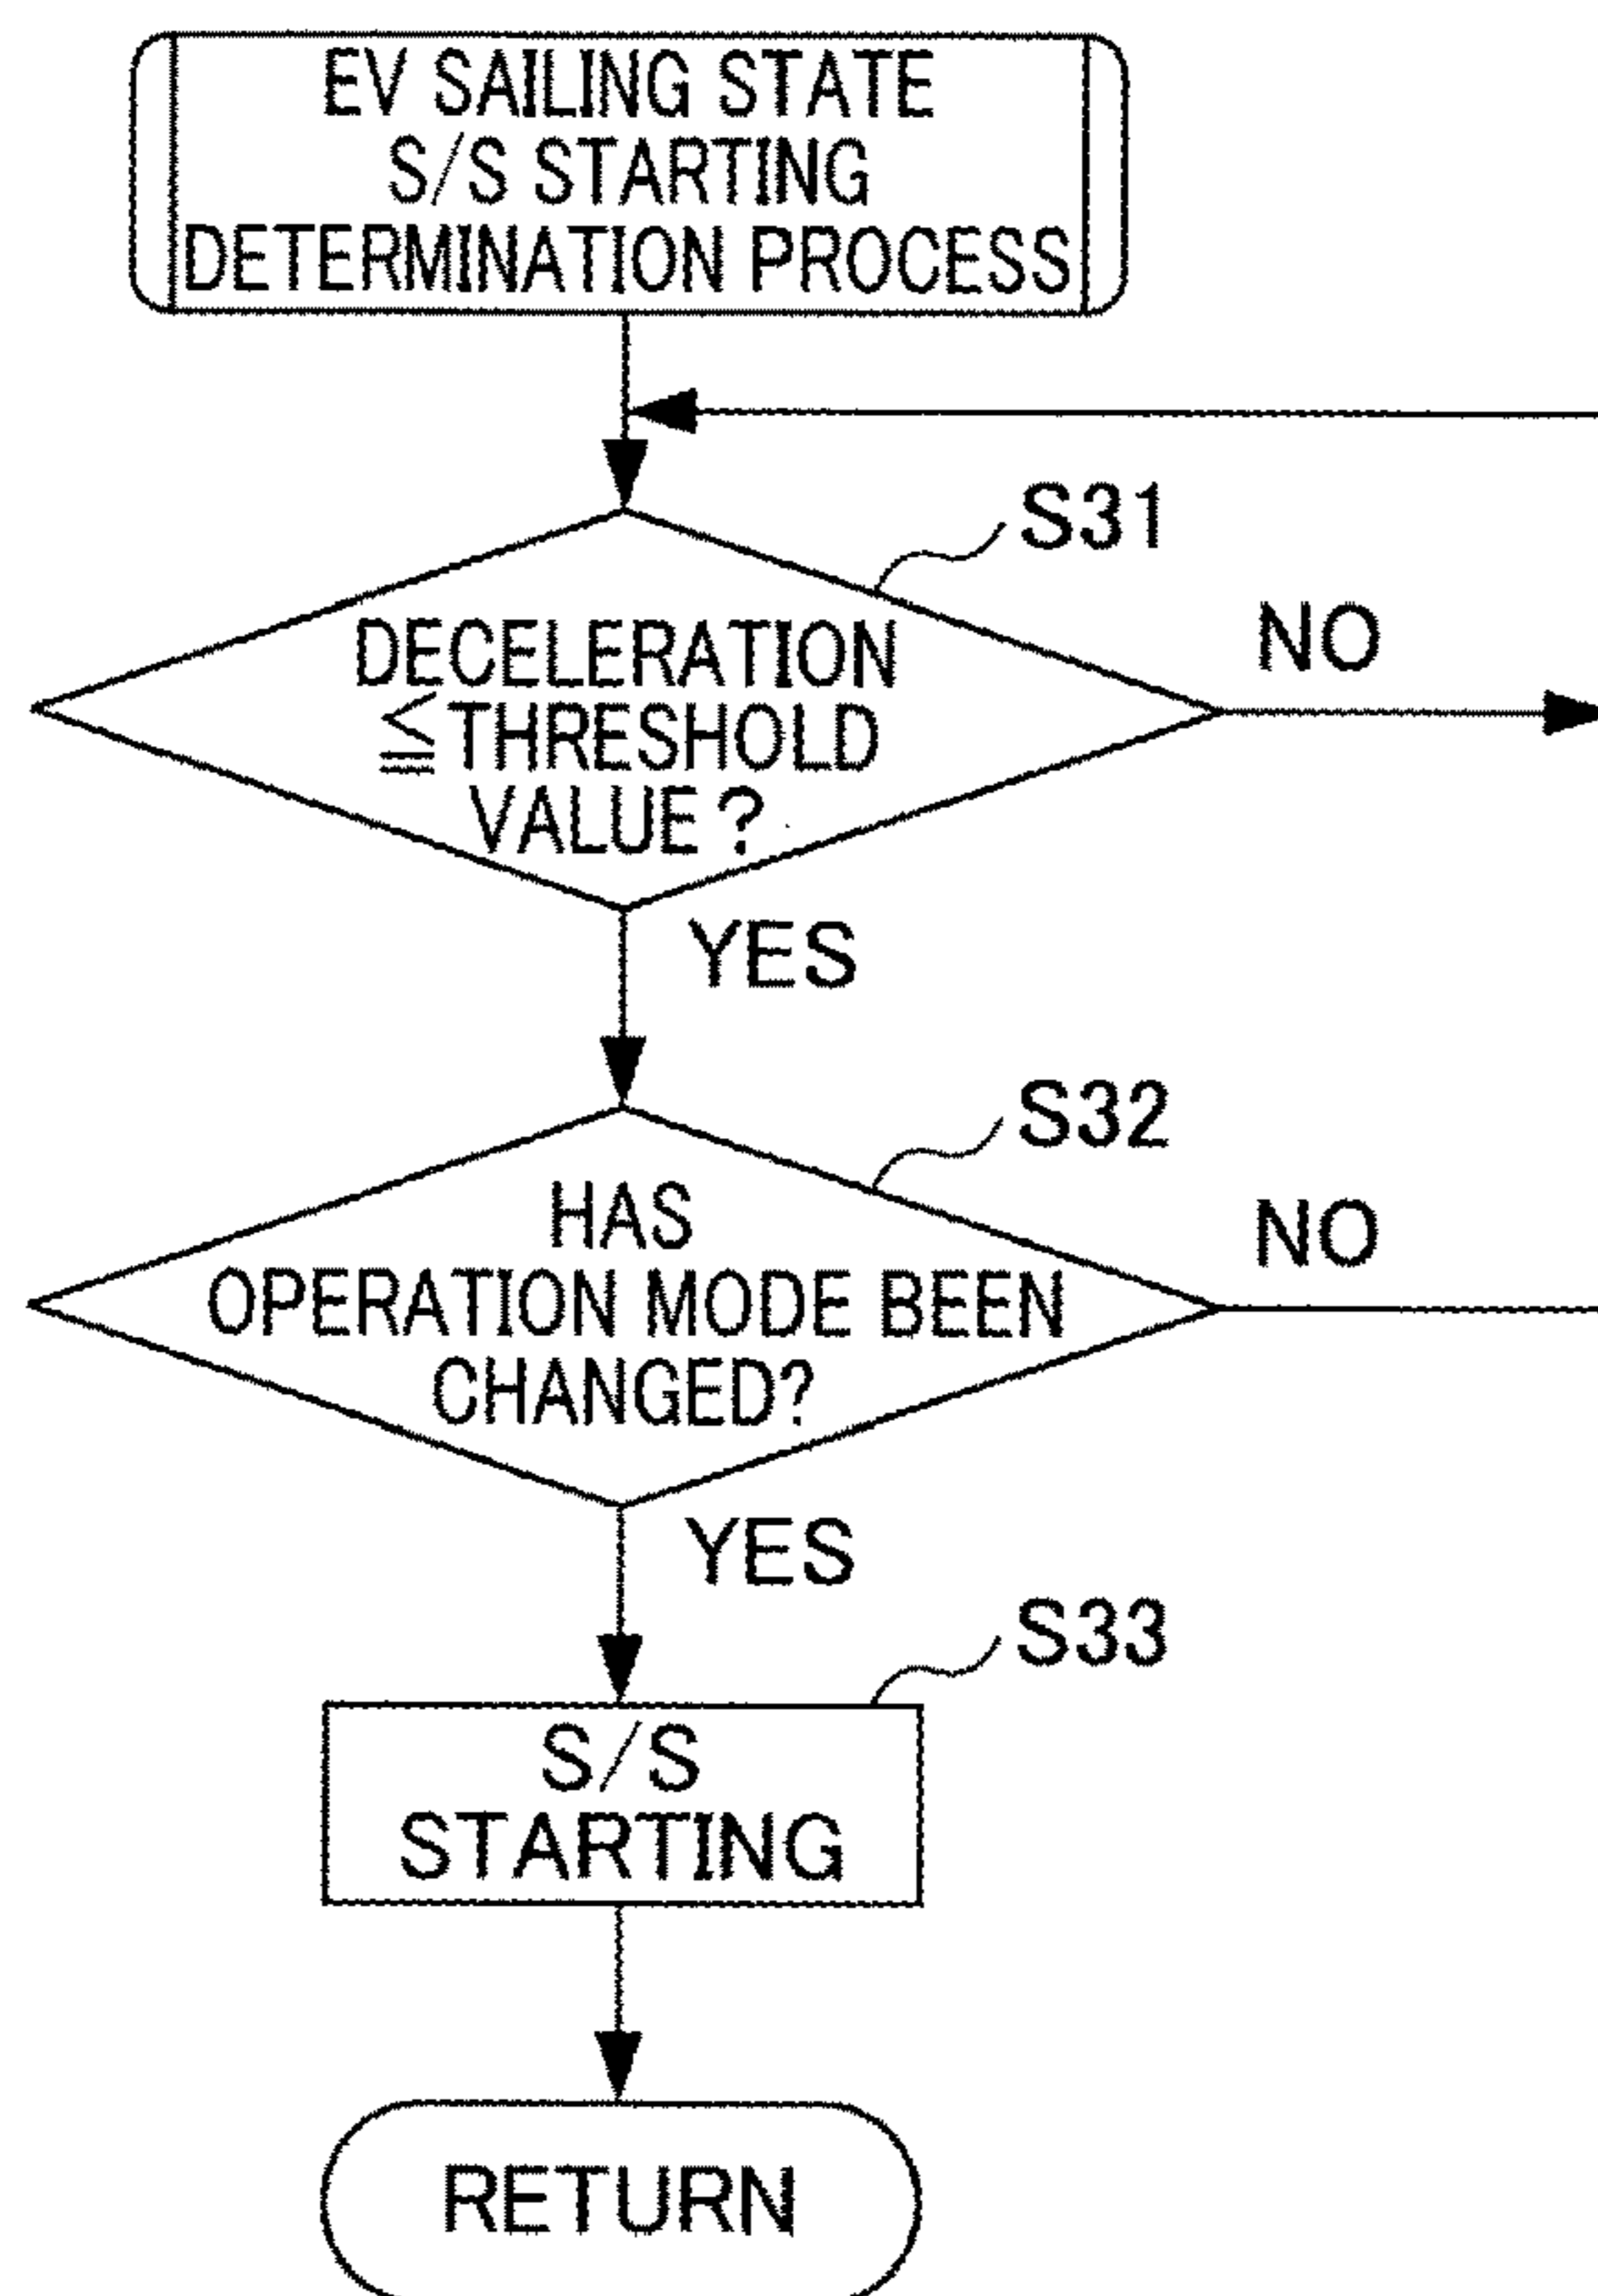 EV SAILING STATE
S/S STARTING
DETERMINATION PROCESS
S31
DECELERATION
≦THRESHOLD
VALUE?
NO
YES
S32
HAS
OPERATION MODE BEEN
CHANGED?
NO
YES
S33
S/S
STARTING
RETURN